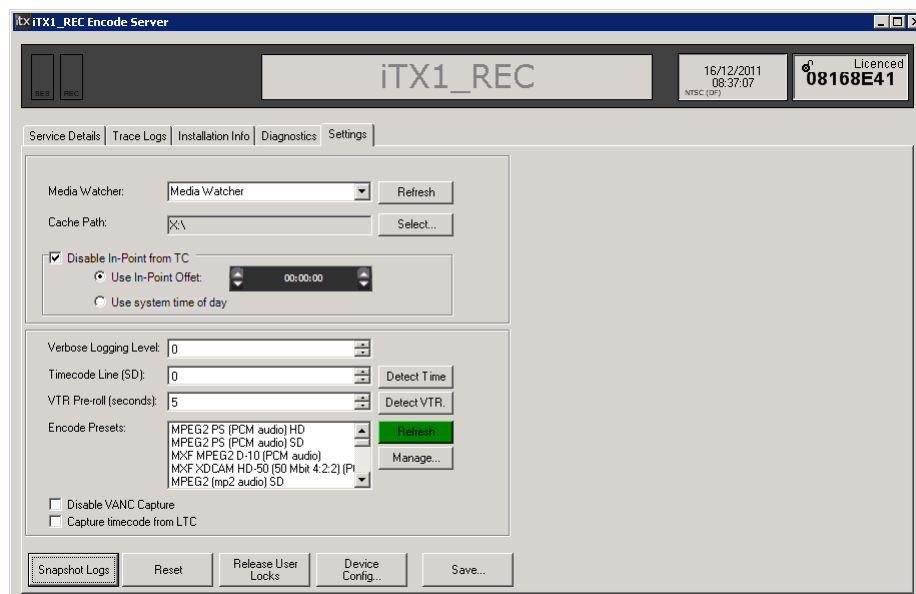 itx iTX1_REC Encode Server
SES REC
iTX1_REC
16/12/2011
08:37:07
NTSC (DF)
Licenced
08168E41
Service Details Trace Logs Installation Info Diagnostics Settings
Media Watcher: Media Watcher Refresh
Cache Path: X:\ Select...
Disable In-Point from TC
Use In-Point Offet: 00:00:00
Use system time of day
Verbose Logging Level: 0
Timecode Line (SD): 0 Detect Time
VTR Pre-roll (seconds): 5 Detect VTR.
Encode Presets: MPEG2 PS (PCM audio) HD Refresh
MPEG2 PS (PCM audio) SD
MXF MPEG2 D-10 (PCM audio) Manage...
MXF XDCAM HD-50 (50 Mbit 4:2:2) (P
MPEG2 (mp2 audio) SD
Disable VANC Capture
Capture timecode from LTC
Snapshot Logs Reset Release User Locks Device Config... Save...